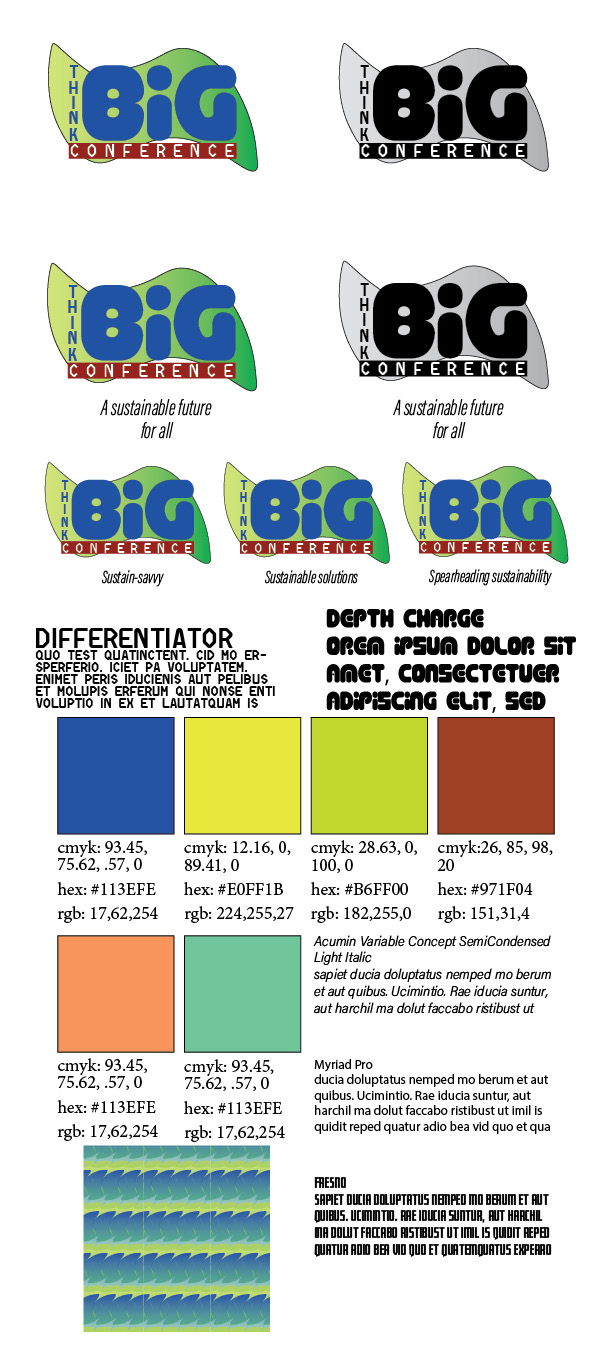 THINK
BiG
CONFERENCE
THINK
BiG
CONFERENCE
THINK
BiG
CONFERENCE
A sustainable future
for all
THINK
BiG
CONFERENCE
A sustainable future
for all
THINK
BiG
CONFERENCE
Sustain-savvy
THINK
BiG
CONFERENCE
Sustainable solutions
THINK
BiG
CONFERENCE
Spearheading sustainability
DIFFERENTIATOR
QUO TEST QUATINCTENT. CID MO ER-
SPERFERIO. ICIET PA VOLUPTATEM.
ENIMET PERIS IDUCIENIS AUT PELIBUS
ET MOLUPIS ERFERUM QUI NONSE ENTI
VOLUPTIO IN EX ET LAUTATQUAM IS
DEPTH CHARGE
OREM iPSUM DOLOR SiT
AMET, CONSECTETUER
ADiPiSCiNG ELiT, SED
cmyk: 93.45,
75.62, .57, 0
hex: #113EFE
rgb: 17,62,254
cmyk: 12.16, 0,
89.41, 0
hex: #E0FF1B
rgb: 224,255,27
cmyk: 28.63, 0,
100, 0
hex: #B6FF00
rgb: 182,255,0
cmyk:26, 85, 98,
20
hex: #971F04
rgb: 151,31,4
cmyk: 93.45,
75.62, .57, 0
hex: #113EFE
rgb: 17,62,254
cmyk: 93.45,
75.62, .57, 0
hex: #113EFE
rgb: 17,62,254
Acumin Variable Concept SemiCondensed
Light Italic
sapiet ducia doluptatus nemped mo berum
et aut quibus. Ucimintio. Rae iducia suntur,
aut harchil ma dolut faccabo ristibust ut
Myriad Pro
ducia doluptatus nemped mo berum et aut
quibus. Ucimintio. Rae iducia suntur, aut
harchil ma dolut faccabo ristibust ut imil is
quidit reped quatur adio bea vid quo et qua
FRESNO
SAPIET DUCIA DOLUPTATUS NEMPED MO BERUM ET AUT
QUIBUS. UCIMINTIO. RAE IDUCIA SUNTUR, AUT HARCHIL
MA DOLUT FACCABO RISTIBUST UT IMIL IS QUIDIT REPED
QUATUR ADIO BEA VID QUO ET QUATEMQUATUS EXPERRO